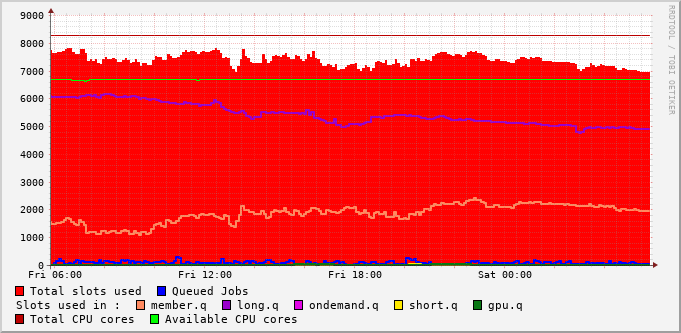 9000
8000
7000
6000
5000
4000
3000
2000
1000
0
Fri 06:00 Fri 12:00 Fri 18:00 Sat 00:00
Total slots used Queued Jobs
Slots used in : member.q long.q ondemand.q short.q gpu.q
Total CPU cores Available CPU cores
RRDTOOL / TOBI OETIKER